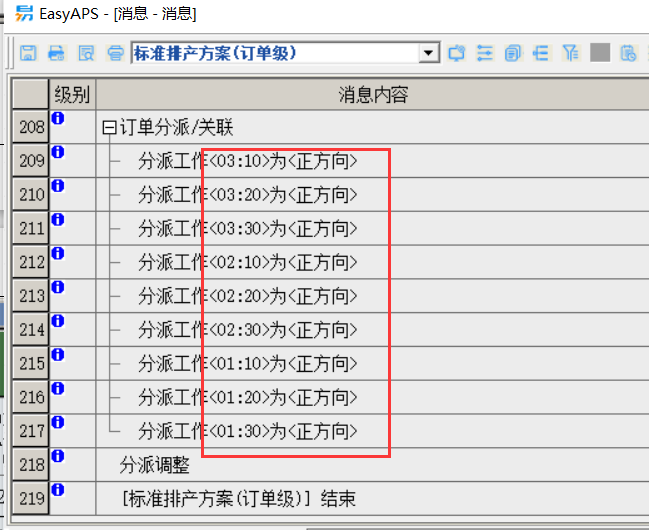 EasyAPS - [消息 - 消息]
标准排产方案(订单级)
级别 消息内容
208 订单分派/关联
209 分派工作<03:10>为<正方向>
210 分派工作<03:20>为<正方向>
211 分派工作<03:30>为<正方向>
212 分派工作<02:10>为<正方向>
213 分派工作<02:20>为<正方向>
214 分派工作<02:30>为<正方向>
215 分派工作<01:10>为<正方向>
216 分派工作<01:20>为<正方向>
217 分派工作<01:30>为<正方向>
218 分派调整
219 [标准排产方案(订单级)] 结束